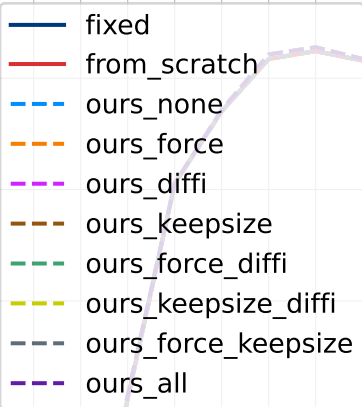 fixed
from_scratch
ours_none
ours_force
ours_diffi
ours_keepsize
ours_force_diffi
ours_keepsize_diffi
ours_force_keepsize
ours_all